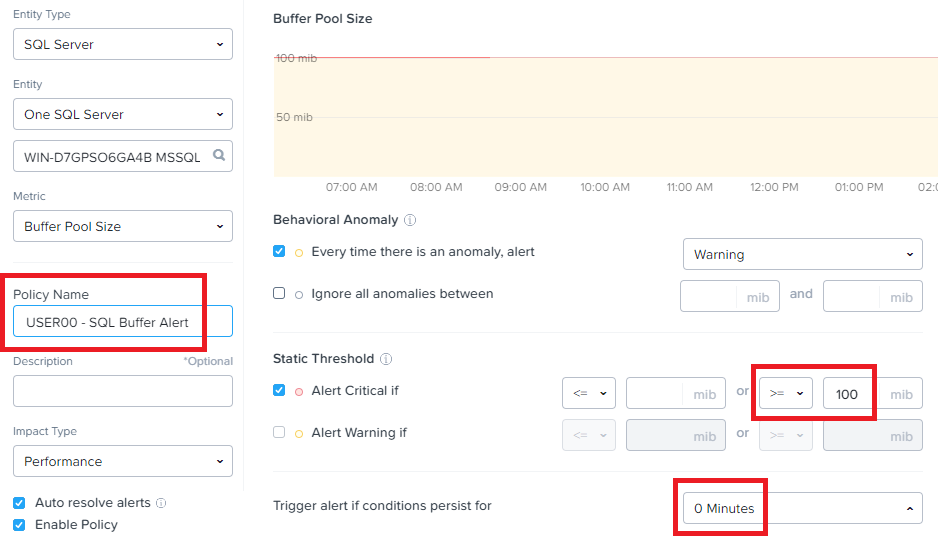 Entity Type
SQL Server
Entity
One SQL Server
WIN-D7GPSO6GA4B MSSQL
Metric
Buffer Pool Size
Policy Name
USER00 - SQL Buffer Alert
Description *Optional
Impact Type
Performance
Auto resolve alerts
Enable Policy
Buffer Pool Size
100 mib
50 mib
07:00 AM 08:00 AM 09:00 AM 10:00 AM 11:00 AM 12:00 PM 01:00 PM 02:
Behavioral Anomaly
Every time there is an anomaly, alert Warning
Ignore all anomalies between mib and mib
Static Threshold
Alert Critical if <= mib or >= 100 mib
Alert Warning if <= mib or >= mib
Trigger alert if conditions persist for 0 Minutes